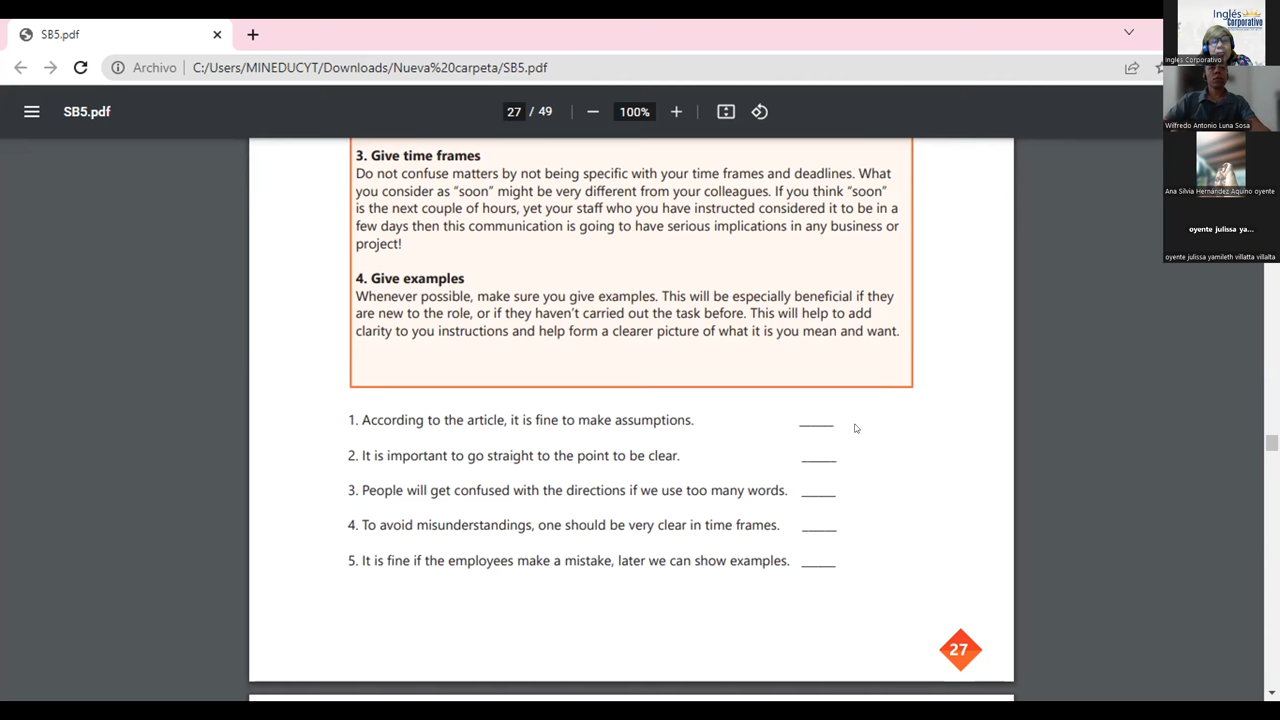 SB5.pdf
Archivo
C:/Users/MINEDUCYT/Downloads/Nueva%20carpeta/SB5.pdf
SB5.pdf
27 / 49
100%
3. Give time frames
Do not confuse matters by not being specific with your time frames and deadlines. What
you consider as “soon” might be very different from your colleagues. If you think “soon”
is the next couple of hours, yet your staff who you have instructed considered it to be in a
few days then this communication is going to have serious implications in any business or
project!
4. Give examples
Whenever possible, make sure you give examples. This will be especially beneficial if they
are new to the role, or if they haven’t carried out the task before. This will help to add
clarity to you instructions and help form a clearer picture of what it is you mean and want.
1. According to the article, it is fine to make assumptions. _____
2. It is important to go straight to the point to be clear. _____
3. People will get confused with the directions if we use too many words. _____
4. To avoid misunderstandings, one should be very clear in time frames. _____
5. It is fine if the employees make a mistake, later we can show examples. _____
27
Inglés
Corporativo
Ingles Corporativo
Wilfredo Antonio Luna Sosa
Ana Silvia Hernández Aquino oyente
oyente julissa ya...
oyente julissa yamileth villatta villalta